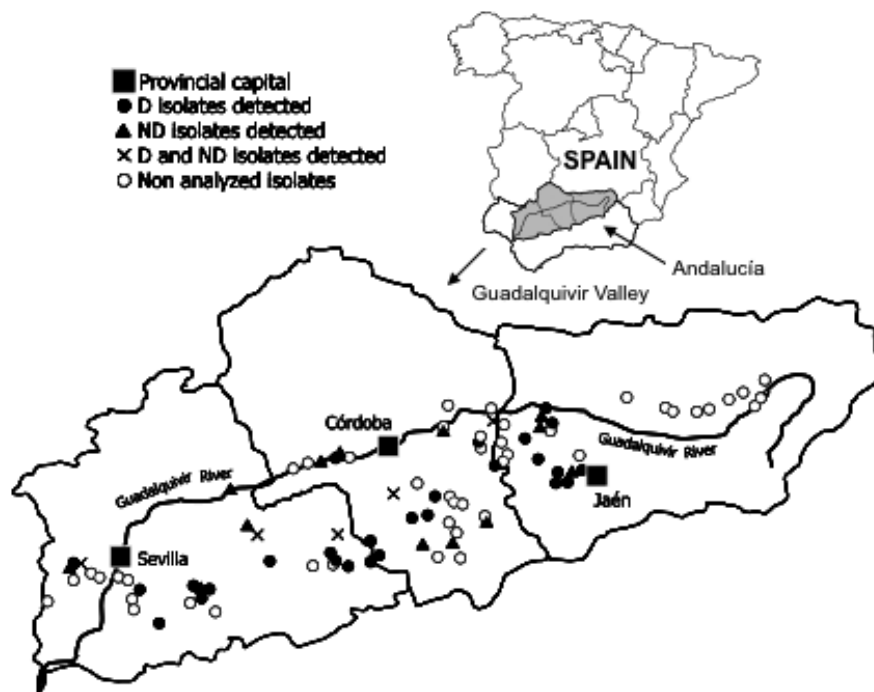 Provincial capital
D isolates detected
ND isolates detected
D and ND isolates detected
Non analyzed isolates
SPAIN
Andalucía
Guadalquivir Valley
Córdoba
Guadalquivir River
Guadalquivir River
Jaén
Sevilla